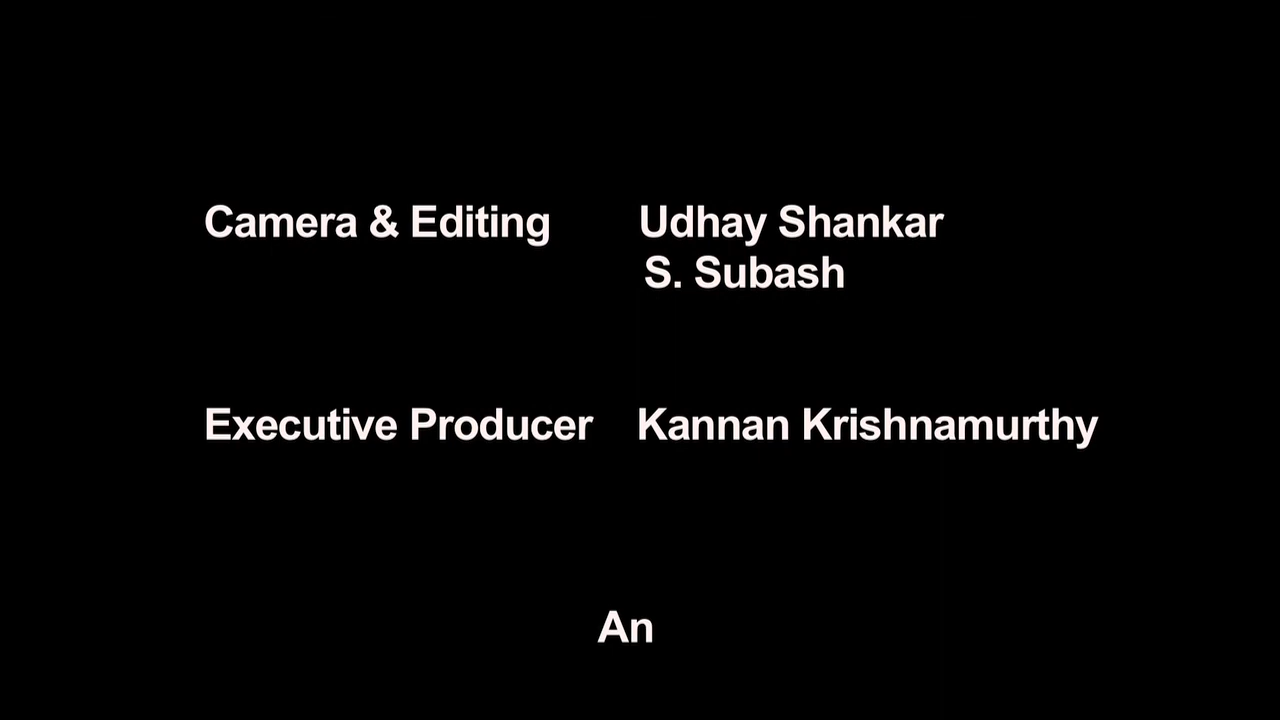 Camera & Editing Udhay Shankar
S. Subash
Executive Producer Kannan Krishnamurthy
An